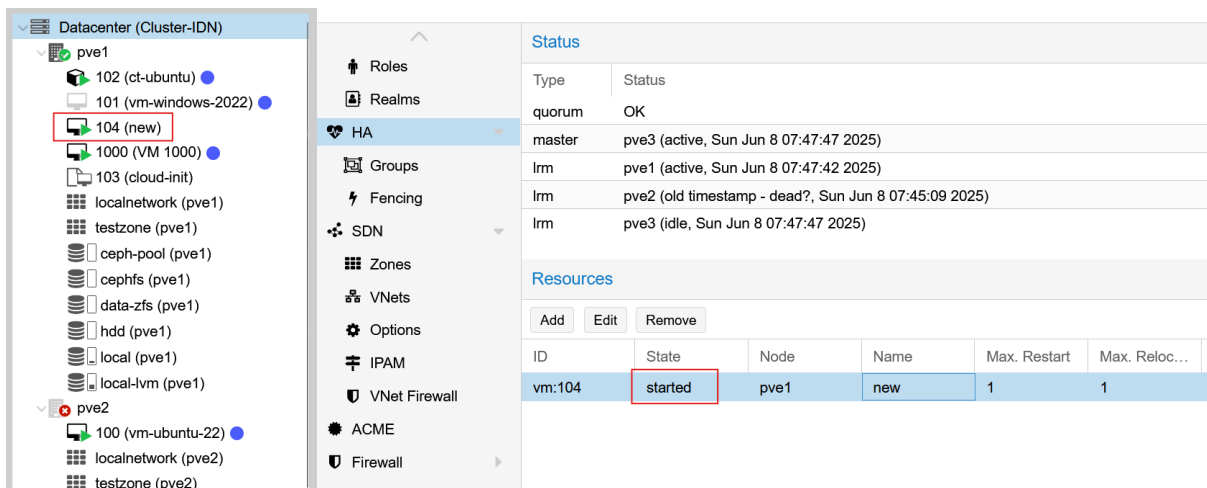 Datacenter (Cluster-IDN)
pve1
102 (ct-ubuntu)
101 (vm-windows-2022)
104 (new)
1000 (VM 1000)
103 (cloud-init)
localnetwork (pve1)
testzone (pve1)
ceph-pool (pve1)
cephfs (pve1)
data-zfs (pve1)
hdd (pve1)
local (pve1)
local-lvm (pve1)
pve2
100 (vm-ubuntu-22)
localnetwork (pve2)
testzone (pve2)
Roles
Realms
HA
Groups
Fencing
SDN
Zones
VNets
Options
IPAM
VNet Firewall
ACME
Firewall
Status
Type Status
quorum OK
master pve3 (active, Sun Jun 8 07:47:47 2025)
lrm pve1 (active, Sun Jun 8 07:47:42 2025)
lrm pve2 (old timestamp - dead?, Sun Jun 8 07:45:09 2025)
lrm pve3 (idle, Sun Jun 8 07:47:47 2025)
Resources
Add Edit Remove
ID State Node Name Max. Restart Max. Reloc...
vm:104 started pve1 new 1 1